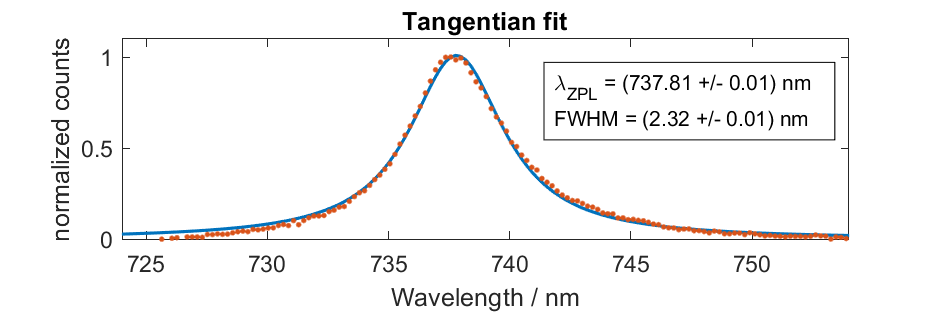 Tangentian fit
normalized counts
1
0.5
0
λZPL = (737.81 +/- 0.01) nm
FWHM = (2.32 +/- 0.01) nm
725 730 735 740 745 750
Wavelength / nm